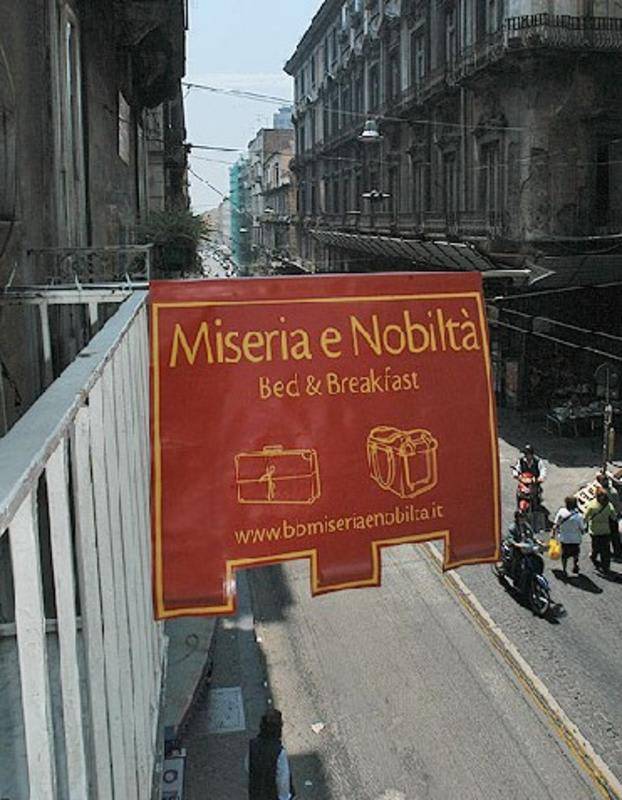 Miseria e Nobiltà
Bed & Breakfast
www.bbmiseriaenobilta.it